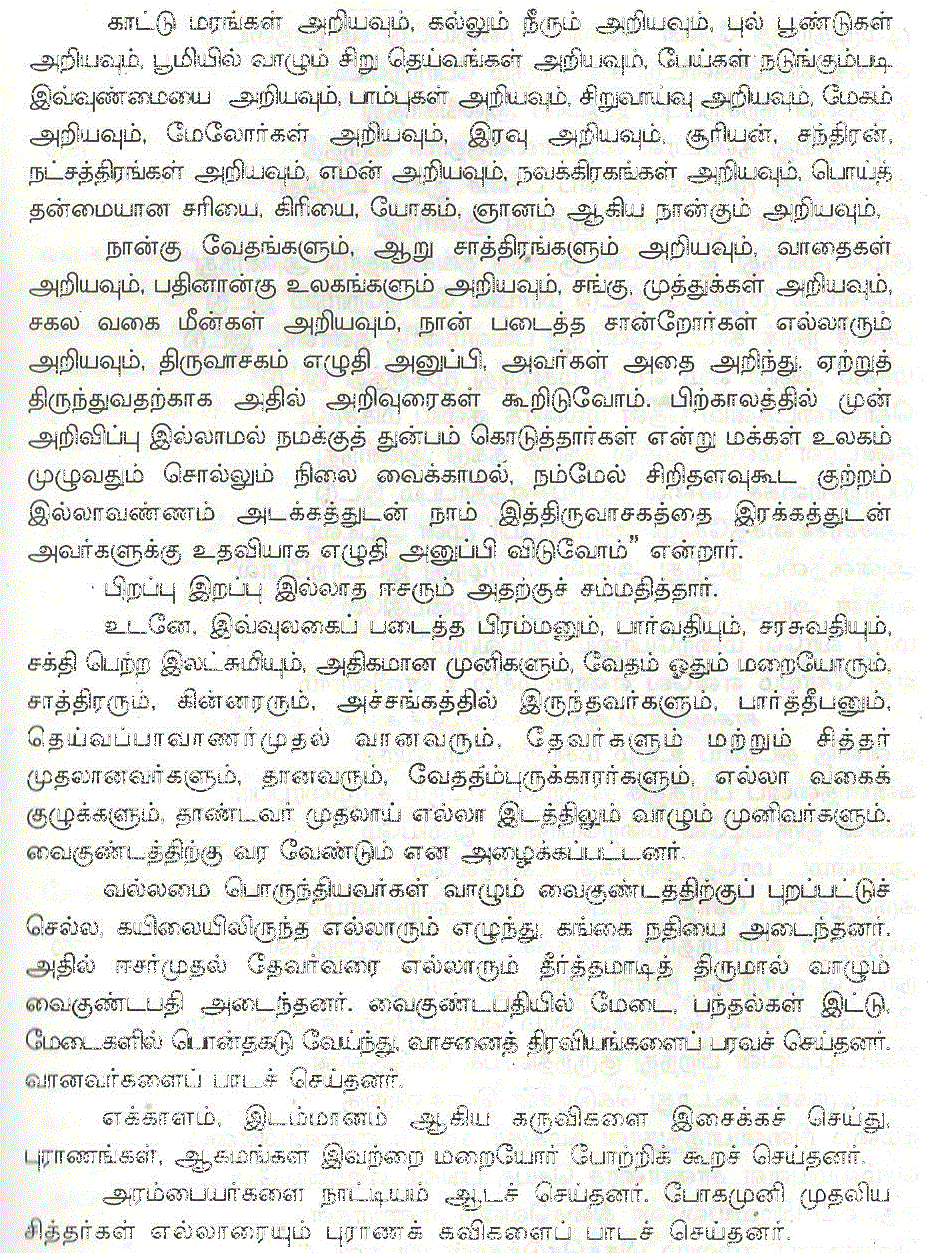 காட்டு மரங்கள் அறியவும், கல்லும் நீரும் அறியவும், புல் பூண்டுகள்
அறியவும், பூமியில் வாழும் சிறு தெய்வங்கள் அறியவும், பேய்கள் நடுங்கும்படி
இவ்வுண்மையை அறியவும், பாம்புகள் அறியவும், சிறுவாய்வு அறியவும், மேகம்
அறியவும், மேலோர்கள் அறியவும், இரவு அறியவும், சூரியன், சந்திரன்,
நட்சத்திரங்கள் அறியவும், எமன் அறியவும், நவக்கிரகங்கள் அறியவும், பொய்த்
தன்மையான சரியை, கிரியை, யோகம், ஞானம் ஆகிய நான்கும் அறியவும்,
நான்கு வேதங்களும், ஆறு சாத்திரங்களும் அறியவும், வாதைகள்
அறியவும், பதினான்கு உலகங்களும் அறியவும், சங்கு, முத்துக்கள் அறியவும்,
சகல வகை மீன்கள் அறியவும், நான் படைத்த சான்றோர்கள் எல்லாரும்
அறியவும், திருவாசகம் எழுதி அனுப்பி, அவர்கள் அதை அறிந்து, ஏற்றுத்
திருந்துவதற்காக அதில் அறிவுரைகள் கூறிடுவோம். பிற்காலத்தில் முன்
அறிவிப்பு இல்லாமல் நமக்குத் துன்பம் கொடுத்தார்கள் என்று மக்கள் உலகம்
முழுவதும் சொல்லும் நிலை வைக்காமல், நம்மேல் சிறிதளவுகூட குற்றம்
இல்லாவண்ணம் அடக்கத்துடன் நாம் இத்திருவாசகத்தை இரக்கத்துடன்
அவர்களுக்கு உதவியாக எழுதி அனுப்பி விடுவோம்” என்றார்.
பிறப்பு இறப்பு இல்லாத ஈசரும் அதற்குச் சம்மதித்தார்.
உடனே, இவ்வுலகைப் படைத்த பிரம்மனும், பார்வதியும், சரசுவதியும்,
சக்தி பெற்ற இலட்சுமியும், அதிகமான முனிகளும், வேதம் ஓதும் மறையோரும்,
சாத்திரரும், கின்னரரும், அச்சங்கத்தில் இருந்தவர்களும், பார்த்தீபனும்,
தெய்வப்பாவாணர்முதல் வானவரும், தேவர்களும் மற்றும் சித்தர்
முதலானவர்களும், தானவரும், வேததம்புருக்காரர்களும், எல்லா வகைக்
குழுக்களும், தாண்டவர் முதலாய் எல்லா இடத்திலும் வாழும் முனிவர்களும்.
வைகுண்டத்திற்கு வர வேண்டும் என அழைக்கப்பட்டனர்.
வல்லமை பொருந்தியவர்கள் வாழும் வைகுண்டத்திற்குப் புறப்பட்டுச்
செல்ல, கயிலையிலிருந்த எல்லாரும் எழுந்து, கங்கை நதியை அடைந்தனர்.
அதில் ஈசர்முதல் தேவர்வரை எல்லாரும் தீர்த்தமாடித் திருமால் வாழும்
வைகுண்டபதி அடைந்தனர். வைகுண்டபதியில் மேடை, பந்தல்கள் இட்டு,
மேடைகளில் பொன்தகடு வேய்ந்து, வாசனைத் திரவியங்களைப் பரவச் செய்தனர்.
வானவர்களைப் பாடச் செய்தனர்.
எக்காளம், இடம்மானம் ஆகிய கருவிகளை இசைக்கச் செய்து,
புராணங்கள், ஆகமங்கள் இவற்றை மறையோர் போற்றிக் கூறச் செய்தனர்.
அரம்பையர்களை நாட்டியம் ஆடச் செய்தனர். போகமுனி முதலிய
சித்தர்கள் எல்லாரையும் புராணக் கவிகளைப் பாடச் செய்தனர்.